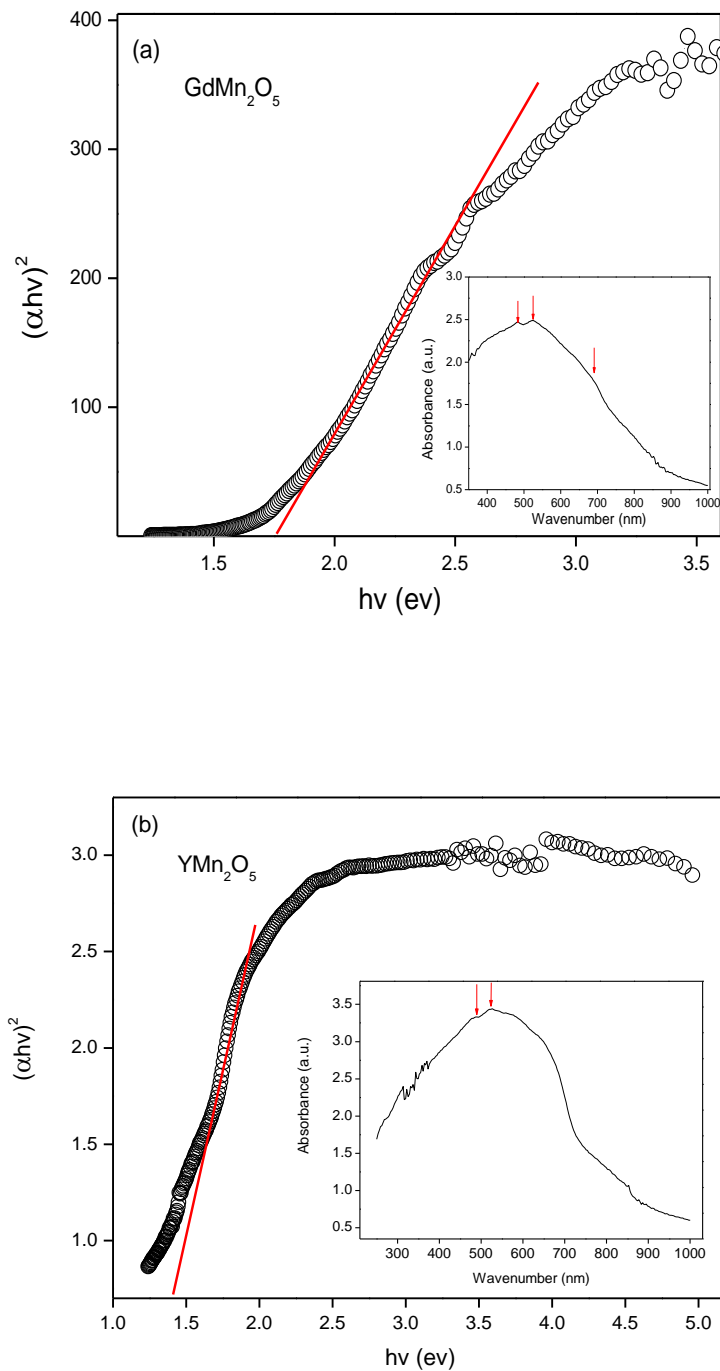 (a)
GdMn₂O₅
400
300
200
100
(αhν)²
1.5 2.0 2.5 3.0 3.5
hν (ev)
3.0
2.5
2.0
1.5
1.0
0.5
Absorbance (a.u.)
400 500 600 700 800 900 1000
Wavenumber (nm)
(b)
YMn₂O₅
3.0
2.5
2.0
1.5
1.0
(αhν)²
1.0 1.5 2.0 2.5 3.0 3.5 4.0 4.5 5.0
hν (ev)
3.5
3.0
2.5
2.0
1.5
1.0
0.5
Absorbance (a.u.)
300 400 500 600 700 800 900 1000
Wavenumber (nm)